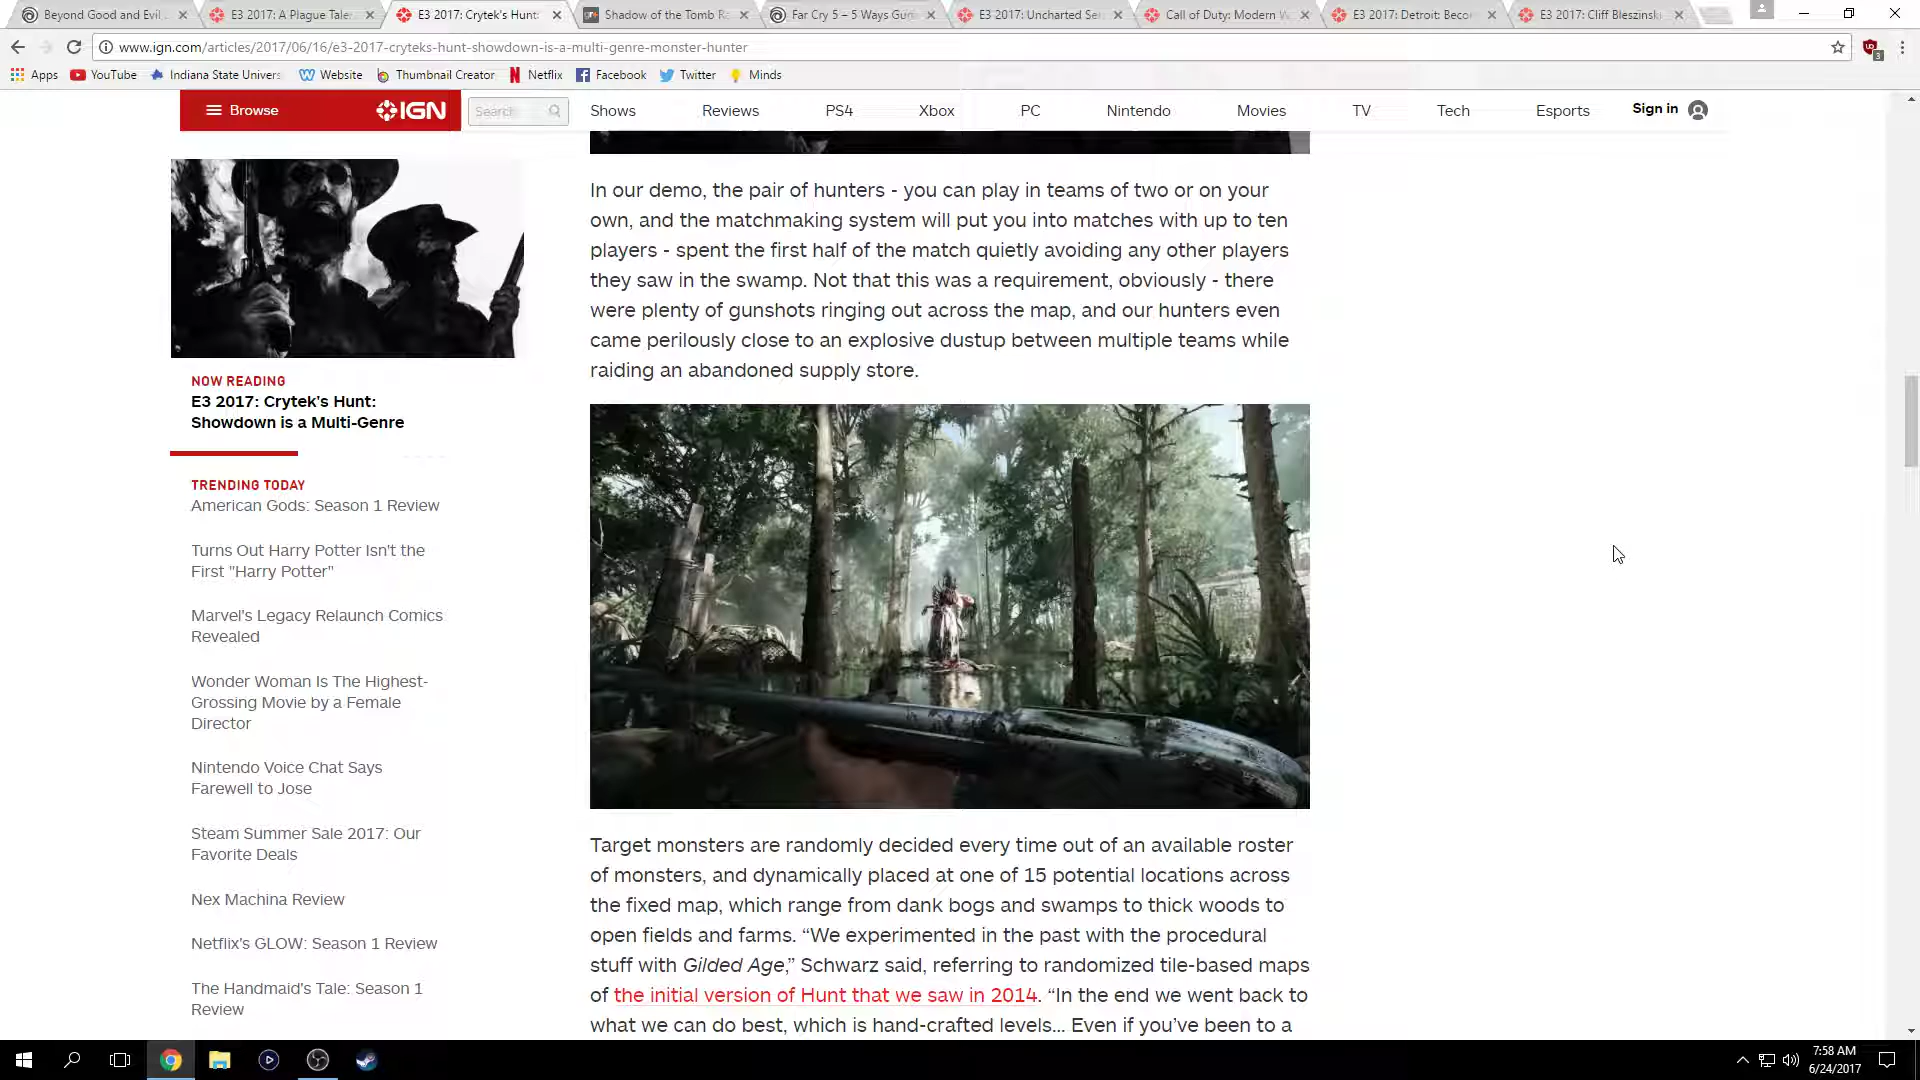 Beyond Good and Evil
E3 2017: A Plague Tale:
E3 2017: Crytek's Hunt:
Shadow of the Tomb R
Far Cry 5 – 5 Ways Gun
E3 2017: Uncharted Se
Call of Duty: Modern W
E3 2017: Detroit: Beco
E3 2017: Cliff Bleszinski
www.ign.com/articles/2017/06/16/e3-2017-cryteks-hunt-showdown-is-a-multi-genre-monster-hunter
3
Apps YouTube Indiana State Univers Website Thumbnail Creator Netflix Facebook Twitter Minds
Browse IGN Search Shows Reviews PS4 Xbox PC Nintendo Movies TV Tech Esports Sign in
NOW READING
E3 2017: Crytek's Hunt:
Showdown is a Multi-Genre
TRENDING TODAY
American Gods: Season 1 Review
Turns Out Harry Potter Isn't the
First "Harry Potter"
Marvel's Legacy Relaunch Comics
Revealed
Wonder Woman Is The Highest-
Grossing Movie by a Female
Director
Nintendo Voice Chat Says
Farewell to Jose
Steam Summer Sale 2017: Our
Favorite Deals
Nex Machina Review
Netflix's GLOW: Season 1 Review
The Handmaid's Tale: Season 1
Review
In our demo, the pair of hunters - you can play in teams of two or on your
own, and the matchmaking system will put you into matches with up to ten
players - spent the first half of the match quietly avoiding any other players
they saw in the swamp. Not that this was a requirement, obviously - there
were plenty of gunshots ringing out across the map, and our hunters even
came perilously close to an explosive dustup between multiple teams while
raiding an abandoned supply store.
Target monsters are randomly decided every time out of an available roster
of monsters, and dynamically placed at one of 15 potential locations across
the fixed map, which range from dank bogs and swamps to thick woods to
open fields and farms. “We experimented in the past with the procedural
stuff with Gilded Age,” Schwarz said, referring to randomized tile-based maps
of the initial version of Hunt that we saw in 2014. “In the end we went back to
what we can do best, which is hand-crafted levels... Even if you’ve been to a
7:58 AM
6/24/2017